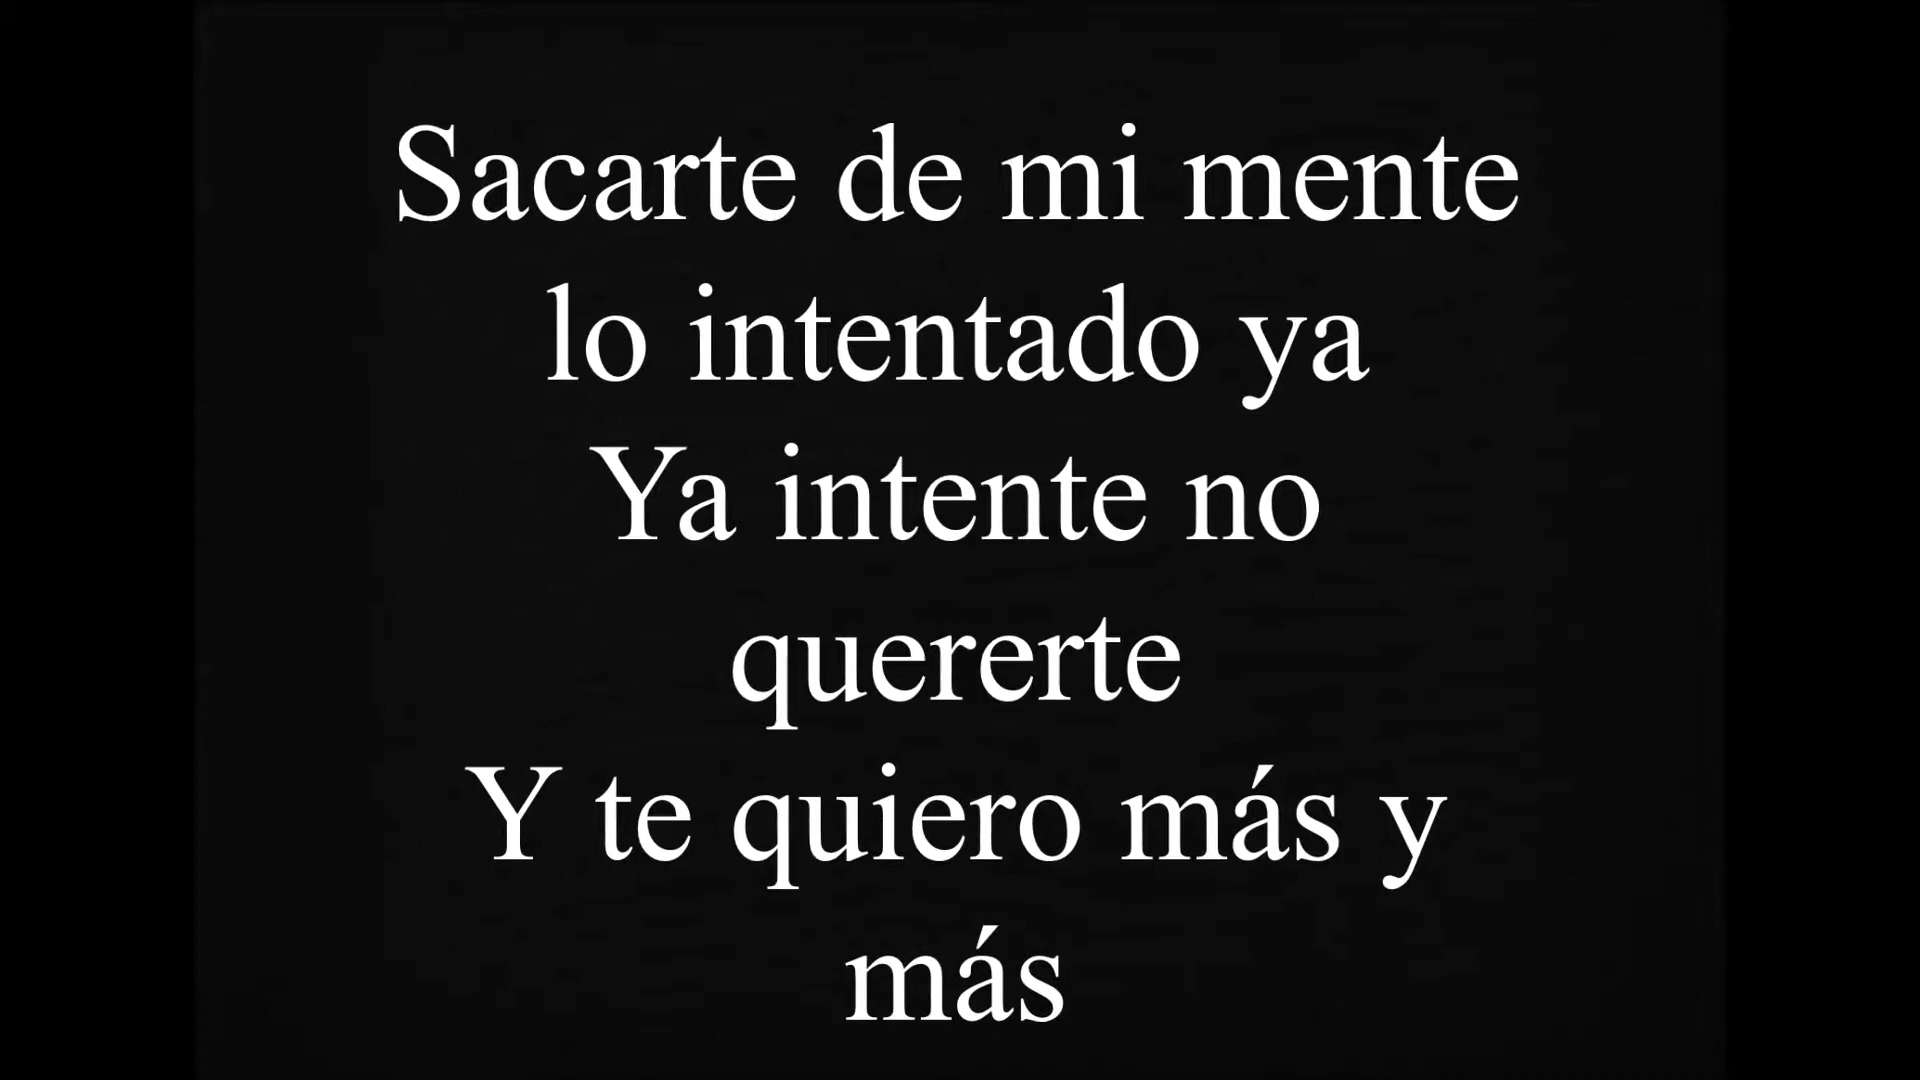 Sacarte de mi mente
lo intentado ya
Ya intente no
quererte
Y te quiero más y
más